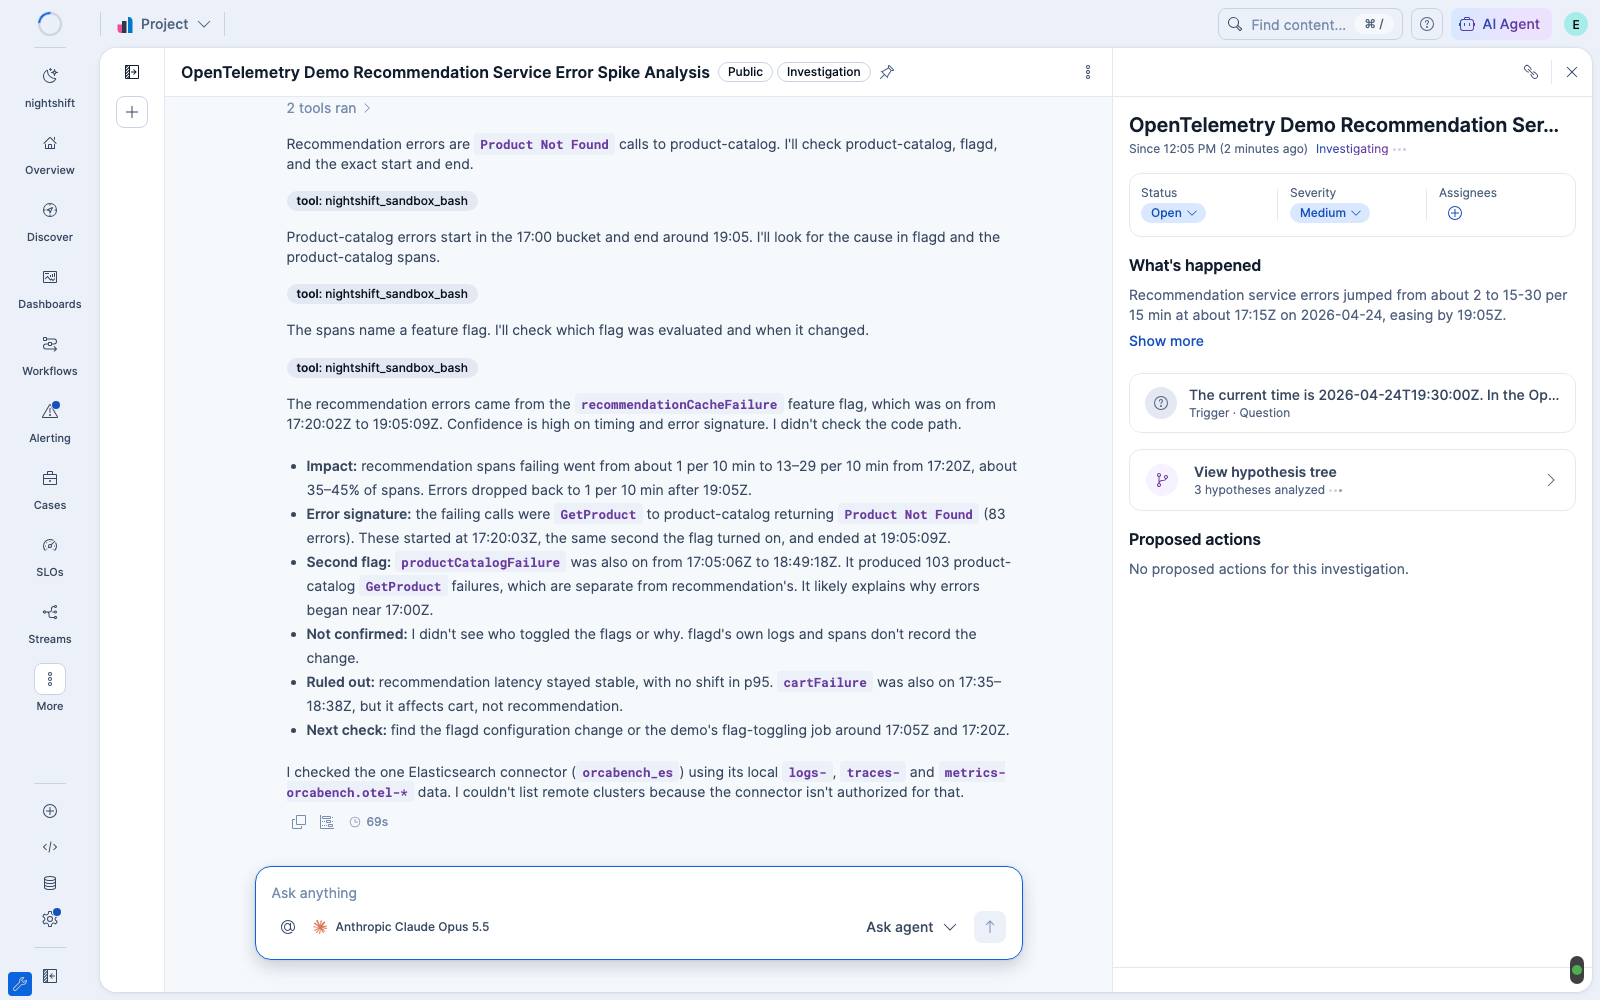 Project
Find content...
⌘ /
AI Agent
E
nightshift
Overview
Discover
Dashboards
Workflows
Alerting
Cases
SLOs
Streams
More
OpenTelemetry Demo Recommendation Service Error Spike Analysis
Public
Investigation
2 tools ran
Recommendation errors are Product Not Found calls to product-catalog. I'll check product-catalog, flagd,
and the exact start and end.
tool: nightshift_sandbox_bash
Product-catalog errors start in the 17:00 bucket and end around 19:05. I'll look for the cause in flagd and the
product-catalog spans.
tool: nightshift_sandbox_bash
The spans name a feature flag. I'll check which flag was evaluated and when it changed.
tool: nightshift_sandbox_bash
The recommendation errors came from the recommendationCacheFailure feature flag, which was on from
17:20:02Z to 19:05:09Z. Confidence is high on timing and error signature. I didn't check the code path.
• Impact: recommendation spans failing went from about 1 per 10 min to 13–29 per 10 min from 17:20Z, about
35–45% of spans. Errors dropped back to 1 per 10 min after 19:05Z.
• Error signature: the failing calls were GetProduct to product-catalog returning Product Not Found (83
errors). These started at 17:20:03Z, the same second the flag turned on, and ended at 19:05:09Z.
• Second flag: productCatalogFailure was also on from 17:05:06Z to 18:49:18Z. It produced 103 product-
catalog GetProduct failures, which are separate from recommendation's. It likely explains why errors
began near 17:00Z.
• Not confirmed: I didn't see who toggled the flags or why. flagd's own logs and spans don't record the
change.
• Ruled out: recommendation latency stayed stable, with no shift in p95. cartFailure was also on 17:35–
18:38Z, but it affects cart, not recommendation.
• Next check: find the flagd configuration change or the demo's flag-toggling job around 17:05Z and 17:20Z.
I checked the one Elasticsearch connector ( orcabench_es ) using its local logs- , traces- and metrics-
orcabench.otel-* data. I couldn't list remote clusters because the connector isn't authorized for that.
69s
Ask anything
@
Anthropic Claude Opus 5.5
Ask agent
OpenTelemetry Demo Recommendation Ser...
Since 12:05 PM (2 minutes ago) Investigating
Status
Open
Severity
Medium
Assignees
What's happened
Recommendation service errors jumped from about 2 to 15-30 per
15 min at about 17:15Z on 2026-04-24, easing by 19:05Z.
Show more
The current time is 2026-04-24T19:30:00Z. In the Op...
Trigger · Question
View hypothesis tree
3 hypotheses analyzed
Proposed actions
No proposed actions for this investigation.